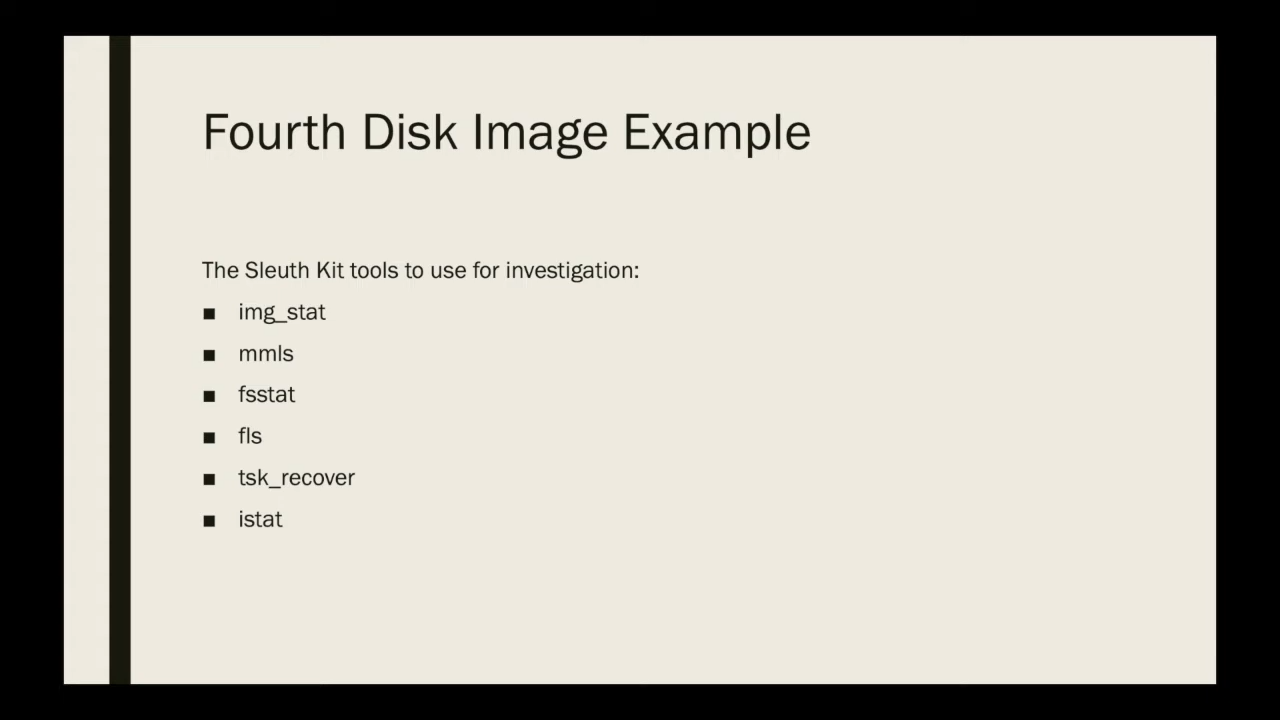 Fourth Disk Image Example
The Sleuth Kit tools to use for investigation:
■ img_stat
■ mmls
■ fsstat
■ fls
■ tsk_recover
■ istat